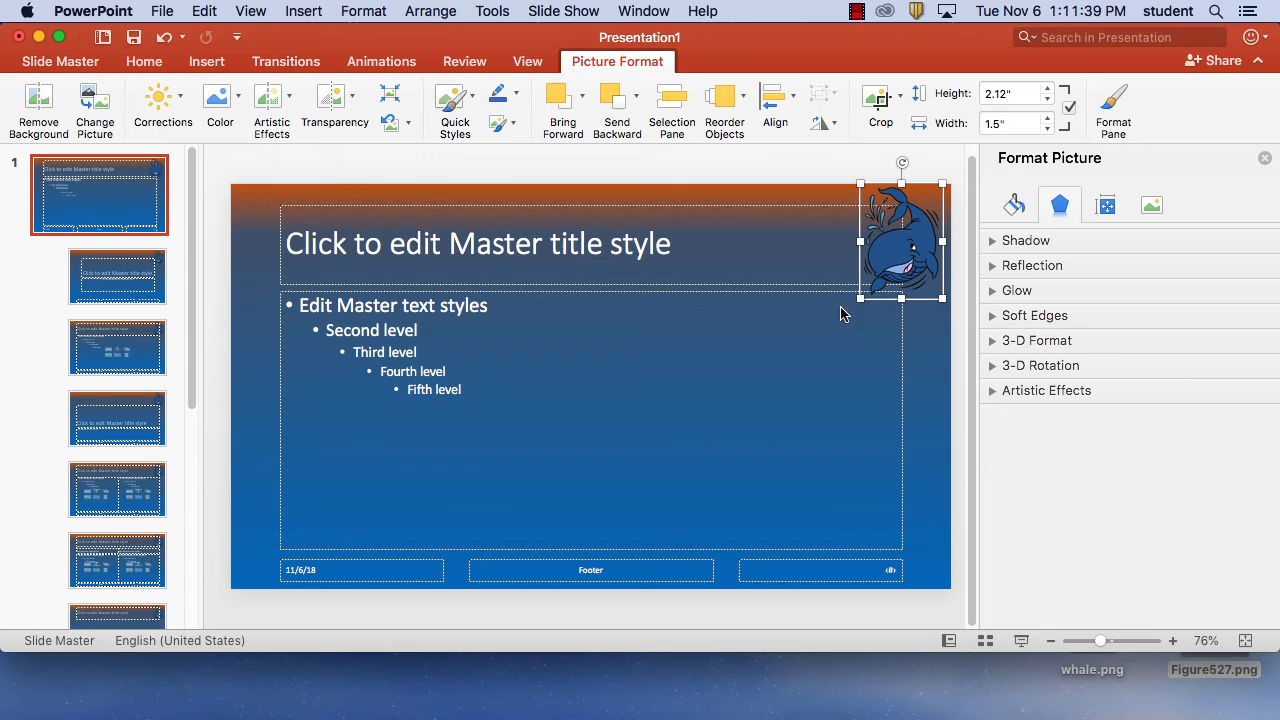 PowerPoint File Edit View Insert Format Arrange Tools Slide Show Window Help Tue Nov 6 1:11:39 PM student
Presentation1
Search in Presentation
Slide Master Home Insert Transitions Animations Review View Picture Format Share
Remove Background
Change Picture
Corrections
Color
Artistic Effects
Transparency
Quick Styles
Bring Forward
Send Backward
Selection Pane
Reorder Objects
Align
Crop
Height: 2.12"
Width: 1.5"
Format Pane
1
Click to edit Master title style
• Edit Master text styles
• Second level
• Third level
• Fourth level
• Fifth level
11/6/18
Footer
‹#›
Format Picture
Shadow
Reflection
Glow
Soft Edges
3-D Format
3-D Rotation
Artistic Effects
Slide Master English (United States) 76%
whale.png Figure527.png